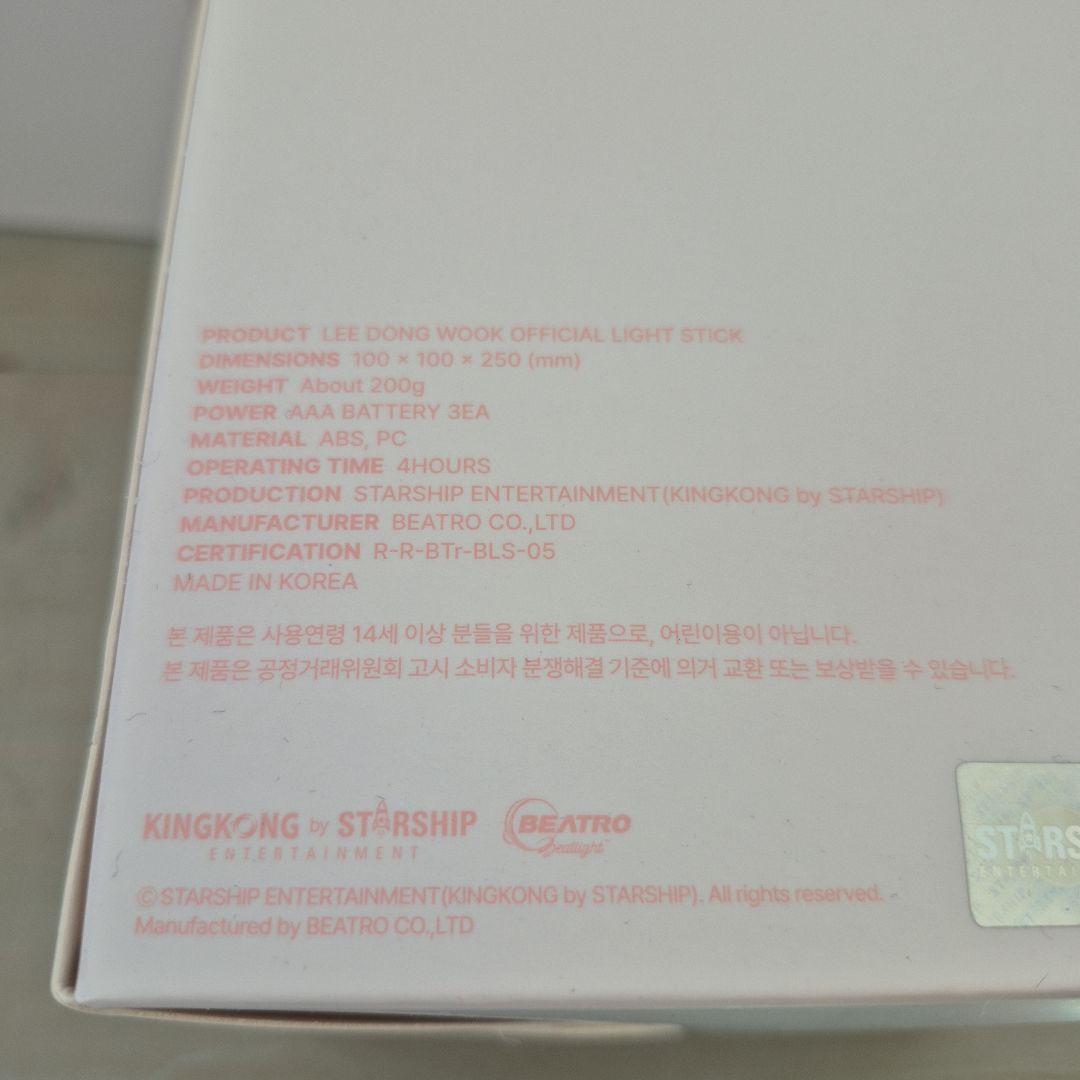 PRODUCT LEE DONG WOOK OFFICIAL LIGHT STICK
DIMENSIONS 100 × 100 × 250 (mm)
WEIGHT About 200g
POWER AAA BATTERY 3EA
MATERIAL ABS, PC
OPERATING TIME 4HOURS
PRODUCTION STARSHIP ENTERTAINMENT(KINGKONG by STARSHIP)
MANUFACTURER BEATRO CO.,LTD
CERTIFICATION R-R-BTr-BLS-05
MADE IN KOREA
본 제품은 사용연령 14세 이상 분들을 위한 제품으로, 어린이용이 아닙니다.
본 제품은 공정거래위원회 고시 소비자 분쟁해결 기준에 의거 교환 또는 보상받을 수 있습니다.
KINGKONG by STARSHIP
ENTERTAINMENT
BEATRO
Beatlight™
STARS
ENTERTAI
© STARSHIP ENTERTAINMENT(KINGKONG by STARSHIP). All rights reserved.
Manufactured by BEATRO CO.,LTD